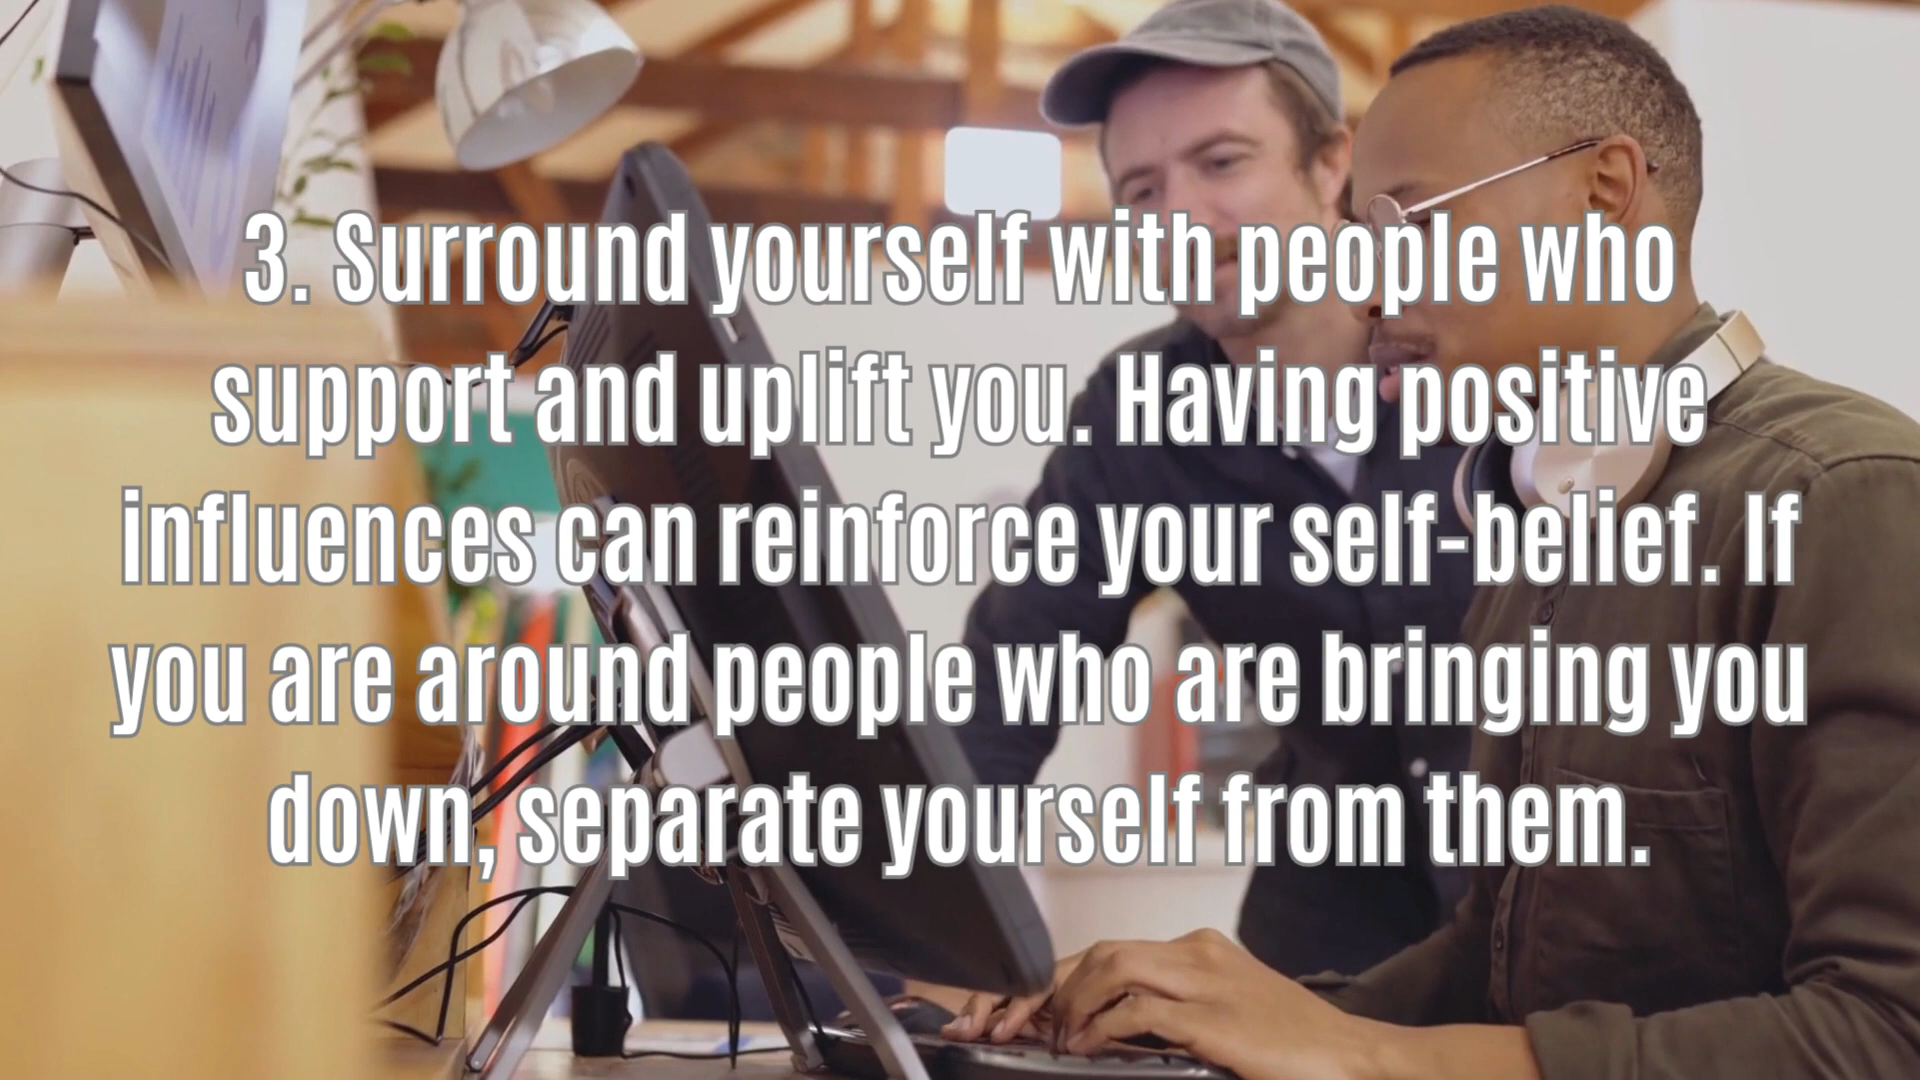 3. Surround yourself with people who
support and uplift you. Having positive
influences can reinforce your self-belief. If
you are around people who are bringing you
down, separate yourself from them.